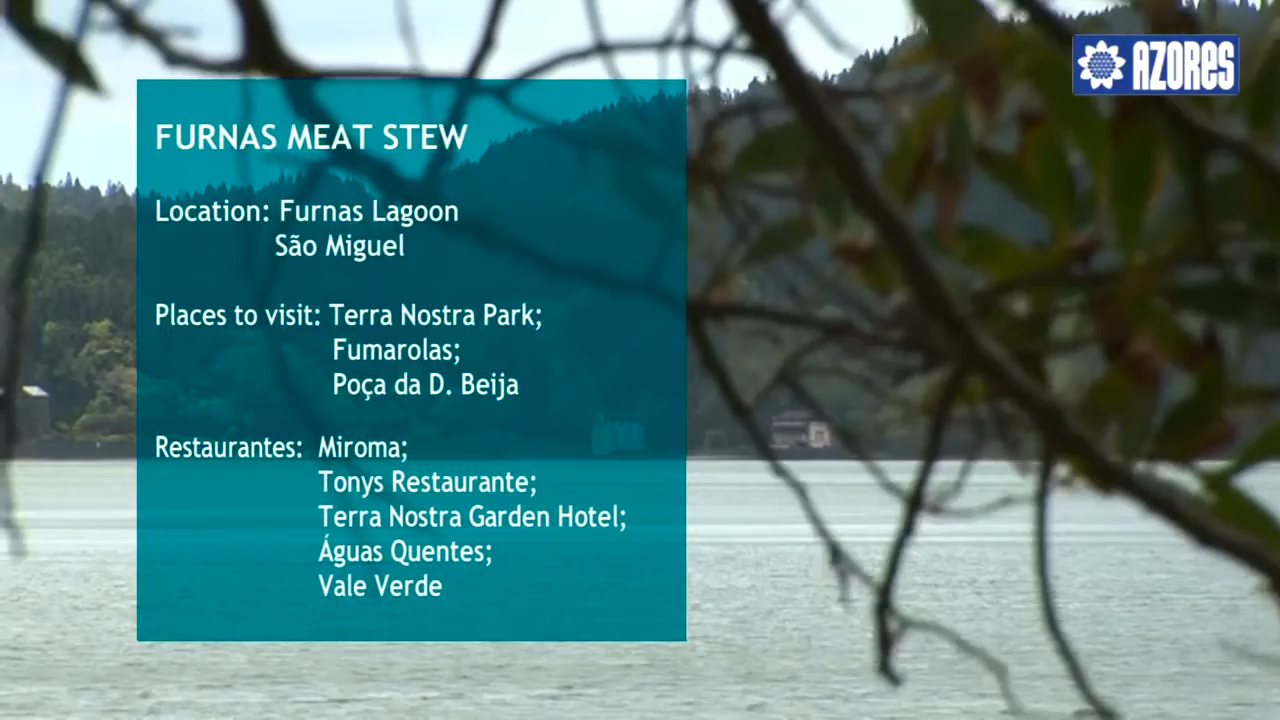 AZORES
FURNAS MEAT STEW
Location: Furnas Lagoon
São Miguel
Places to visit: Terra Nostra Park;
Fumarolas;
Poça da D. Beija
Restaurantes: Miroma;
Tonys Restaurante;
Terra Nostra Garden Hotel;
Águas Quentes;
Vale Verde